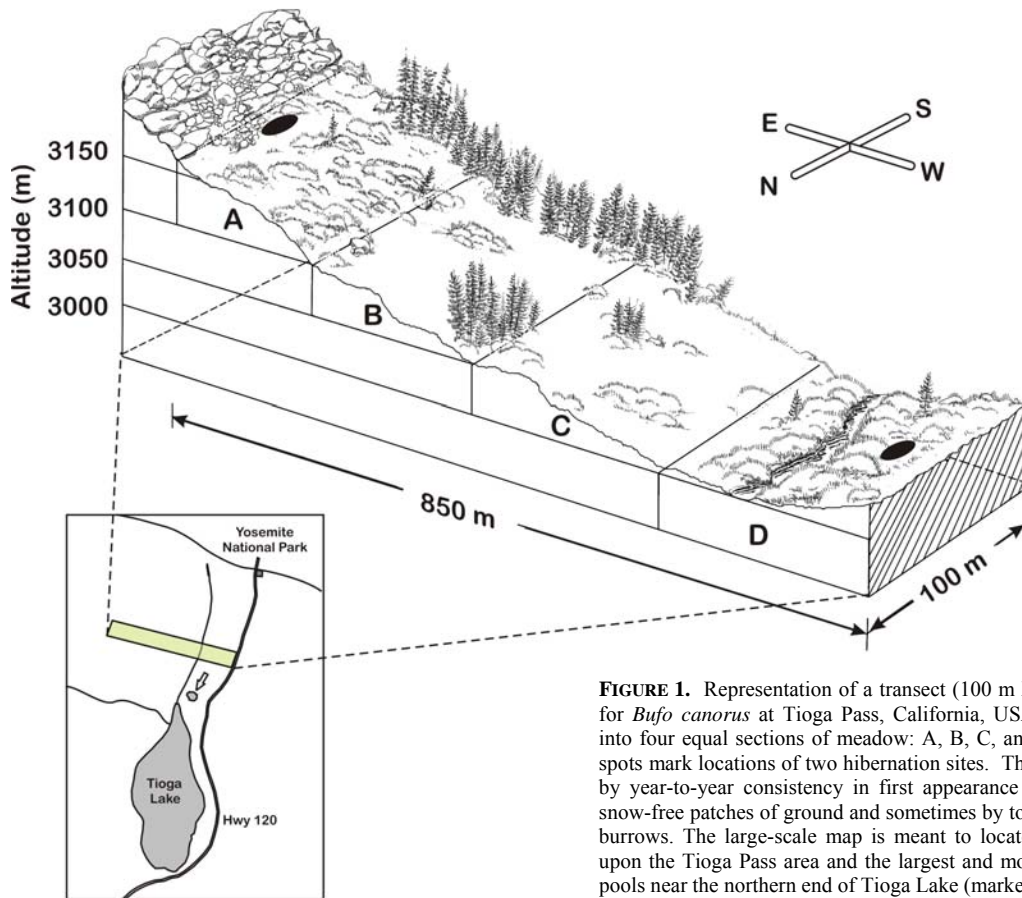 E
S
N
W
Altitude (m)
3150
3100
3050
3000
A
B
C
D
850 m
100 m
Yosemite
National Park
Tioga
Lake
Hwy 120
FIGURE 1. Representation of a transect (100 m
for Bufo canorus at Tioga Pass, California, USA
into four equal sections of meadow: A, B, C, an
spots mark locations of two hibernation sites. Th
by year-to-year consistency in first appearance
snow-free patches of ground and sometimes by to
burrows. The large-scale map is meant to locat
upon the Tioga Pass area and the largest and mo
pools near the northern end of Tioga Lake (marke